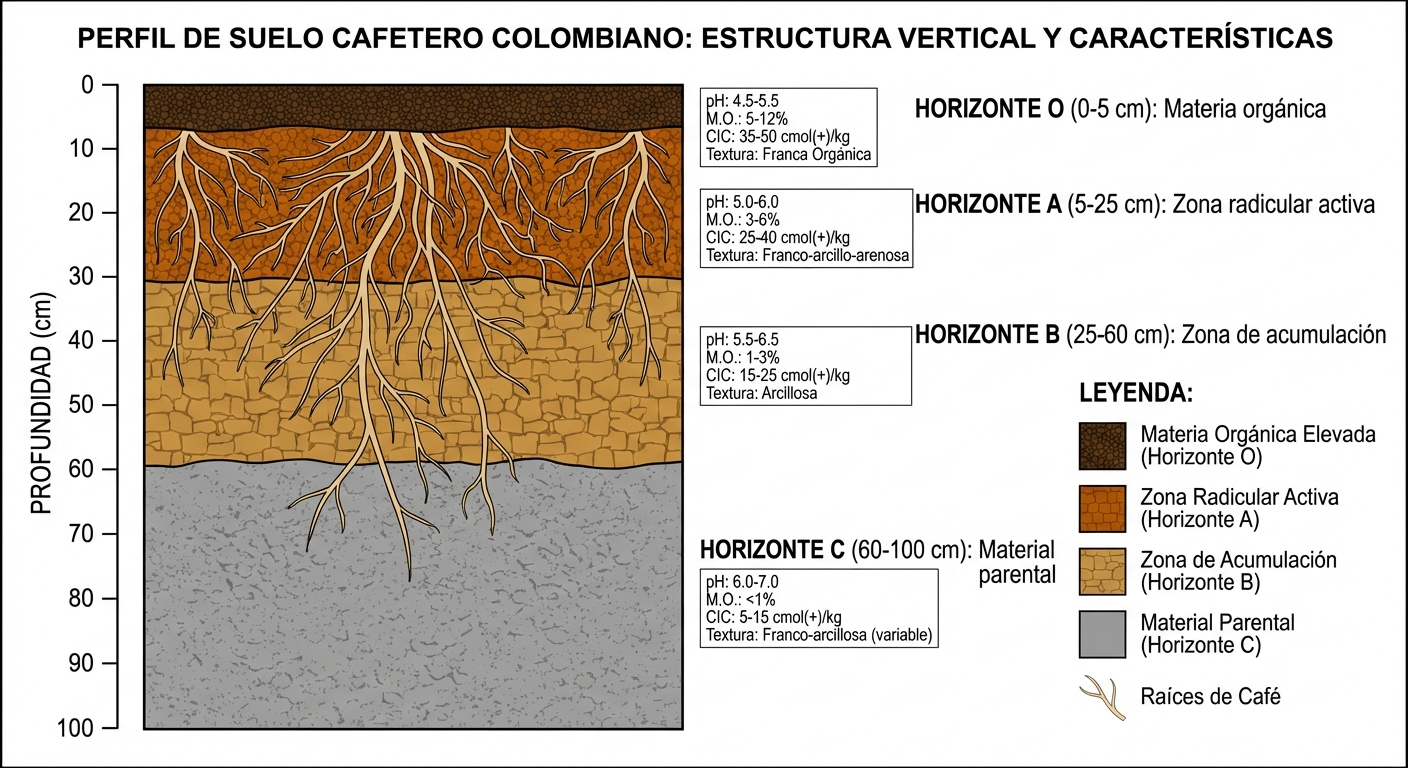 PERFIL DE SUELO CAFETERO COLOMBIANO: ESTRUCTURA VERTICAL Y CARACTERÍSTICAS
PROFUNDIDAD (cm)
0
10
20
30
40
50
60
70
80
90
100
pH: 4.5-5.5
M.O.: 5-12%
CIC: 35-50 cmol(+)/kg
Textura: Franca Orgánica
HORIZONTE O (0-5 cm): Materia orgánica
pH: 5.0-6.0
M.O.: 3-6%
CIC: 25-40 cmol(+)/kg
Textura: Franco-arcillo-arenosa
HORIZONTE A (5-25 cm): Zona radicular activa
pH: 5.5-6.5
M.O.: 1-3%
CIC: 15-25 cmol(+)/kg
Textura: Arcillosa
HORIZONTE B (25-60 cm): Zona de acumulación
HORIZONTE C (60-100 cm): Material
parental
pH: 6.0-7.0
M.O.: <1%
CIC: 5-15 cmol(+)/kg
Textura: Franco-arcillosa (variable)
LEYENDA:
Materia Orgánica Elevada
(Horizonte O)
Zona Radicular Activa
(Horizonte A)
Zona de Acumulación
(Horizonte B)
Material Parental
(Horizonte C)
Raíces de Café